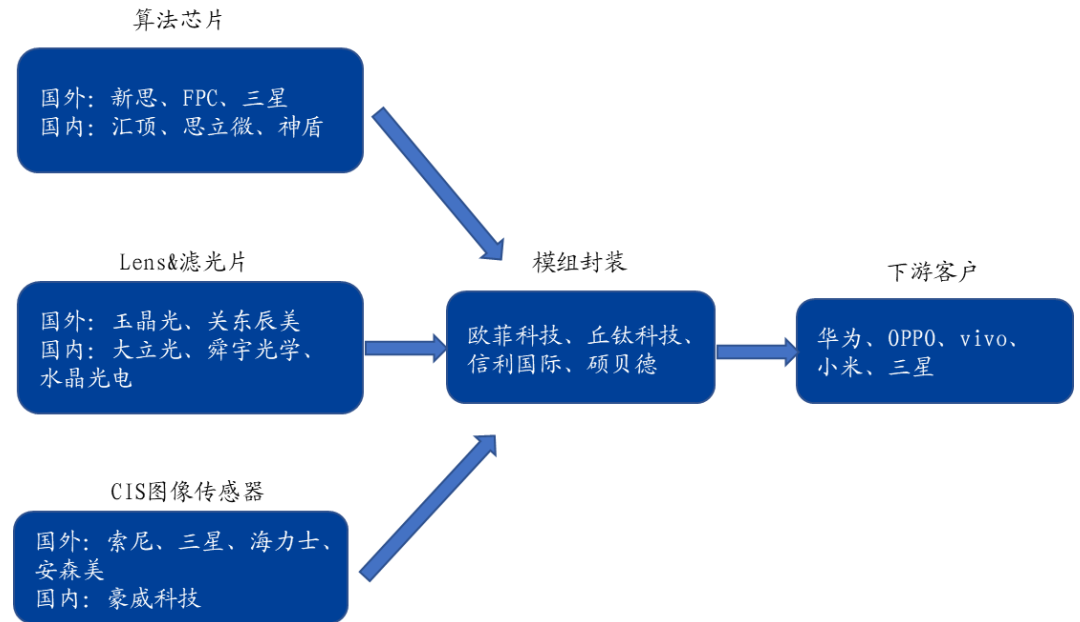 算法芯片
国外: 新思、FPC、三星
国内: 汇顶、思立微、神盾
Lens&滤光片
国外: 玉晶光、关东辰美
国内: 大立光、舜宇光学、
水晶光电
CIS图像传感器
国外: 索尼、三星、海力士、
安森美
国内: 豪威科技
模组封装
欧菲科技、丘钛科技、
信利国际、硕贝德
下游客户
华为、OPPO、vivo、
小米、三星